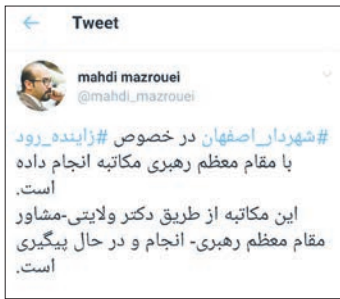 Tweet
mahdi mazrouei
@mahdi_mazrouei
#شهردار_اصفهان در خصوص #زاینده_رود
با مقام معظم رهبری مکاتبه انجام داده
است.
این مکاتبه از طریق دکتر ولایتی-مشاور
مقام معظم رهبری- انجام و در حال پیگیری
است.